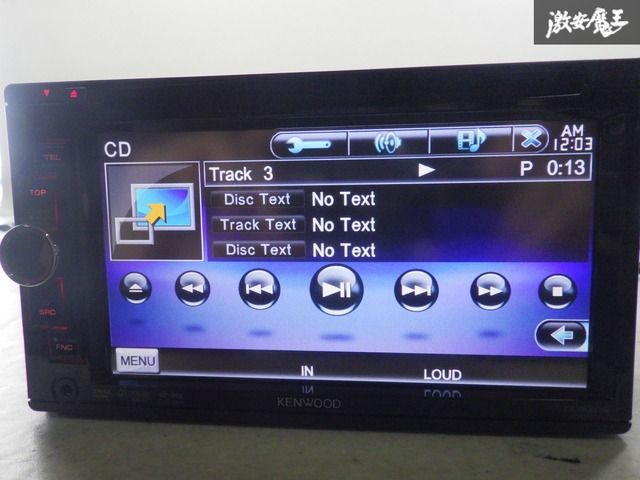 激安魔王
TEL
TOP
SRC
FNC
CD
AM
12:03
Track 3
P 0:13
Disc Text No Text
Track Text No Text
Disc Text No Text
MENU
IN
LOUD
KENWOOD